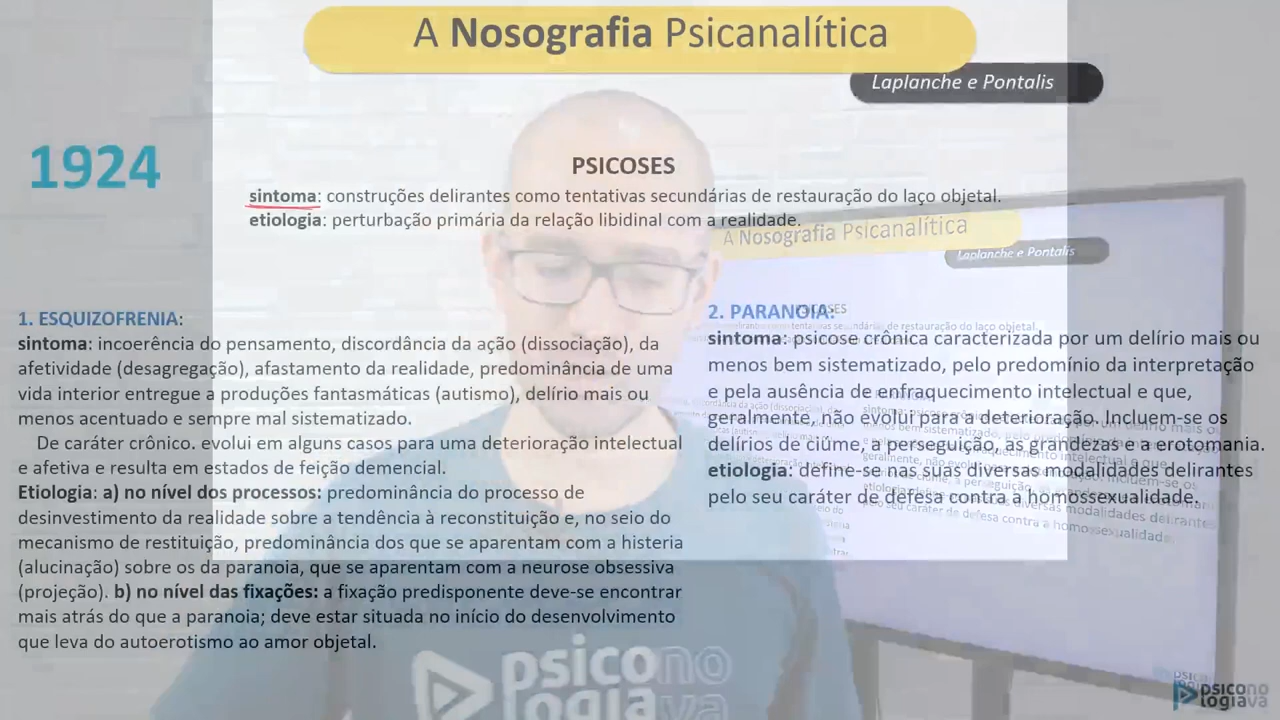 A Nosografia Psicanalítica
Laplanche e Pontalis
1924
PSICOSES
sintoma: construções delirantes como tentativas secundárias de restauração do laço objetal.
etiologia: perturbação primária da relação libidinal com a realidade.
1. ESQUIZOFRENIA:
sintoma: incoerência do pensamento, discordância da ação (dissociação), da
afetividade (desagregação), afastamento da realidade, predominância de uma
vida interior entregue a produções fantasmáticas (autismo), delírio mais ou
menos acentuado e sempre mal sistematizado.
De caráter crônico. evolui em alguns casos para uma deterioração intelectual
e afetiva e resulta em estados de feição demencial.
Etiologia: a) no nível dos processos: predominância do processo de
desinvestimento da realidade sobre a tendência à reconstituição e, no seio do
mecanismo de restituição, predominância dos que se aparentam com a histeria
(alucinação) sobre os da paranoia, que se aparentam com a neurose obsessiva
(projeção). b) no nível das fixações: a fixação predisponente deve-se encontrar
mais atrás do que a paranoia; deve estar situada no início do desenvolvimento
que leva do autoerotismo ao amor objetal.
2. PARANOIA:
sintoma: psicose crônica caracterizada por um delírio mais ou
menos bem sistematizado, pelo predomínio da interpretação
e pela ausência de enfraquecimento intelectual e que,
geralmente, não evolui para a deterioração. Incluem-se os
delírios de ciúme, a perseguição, as grandezas e a erotomania.
etiologia: define-se nas suas diversas modalidades delirantes
pelo seu caráter de defesa contra a homossexualidade.
A Nosografia Psicanalítica
Laplanche e Pontalis
psicono
logiava
psicono
logiava